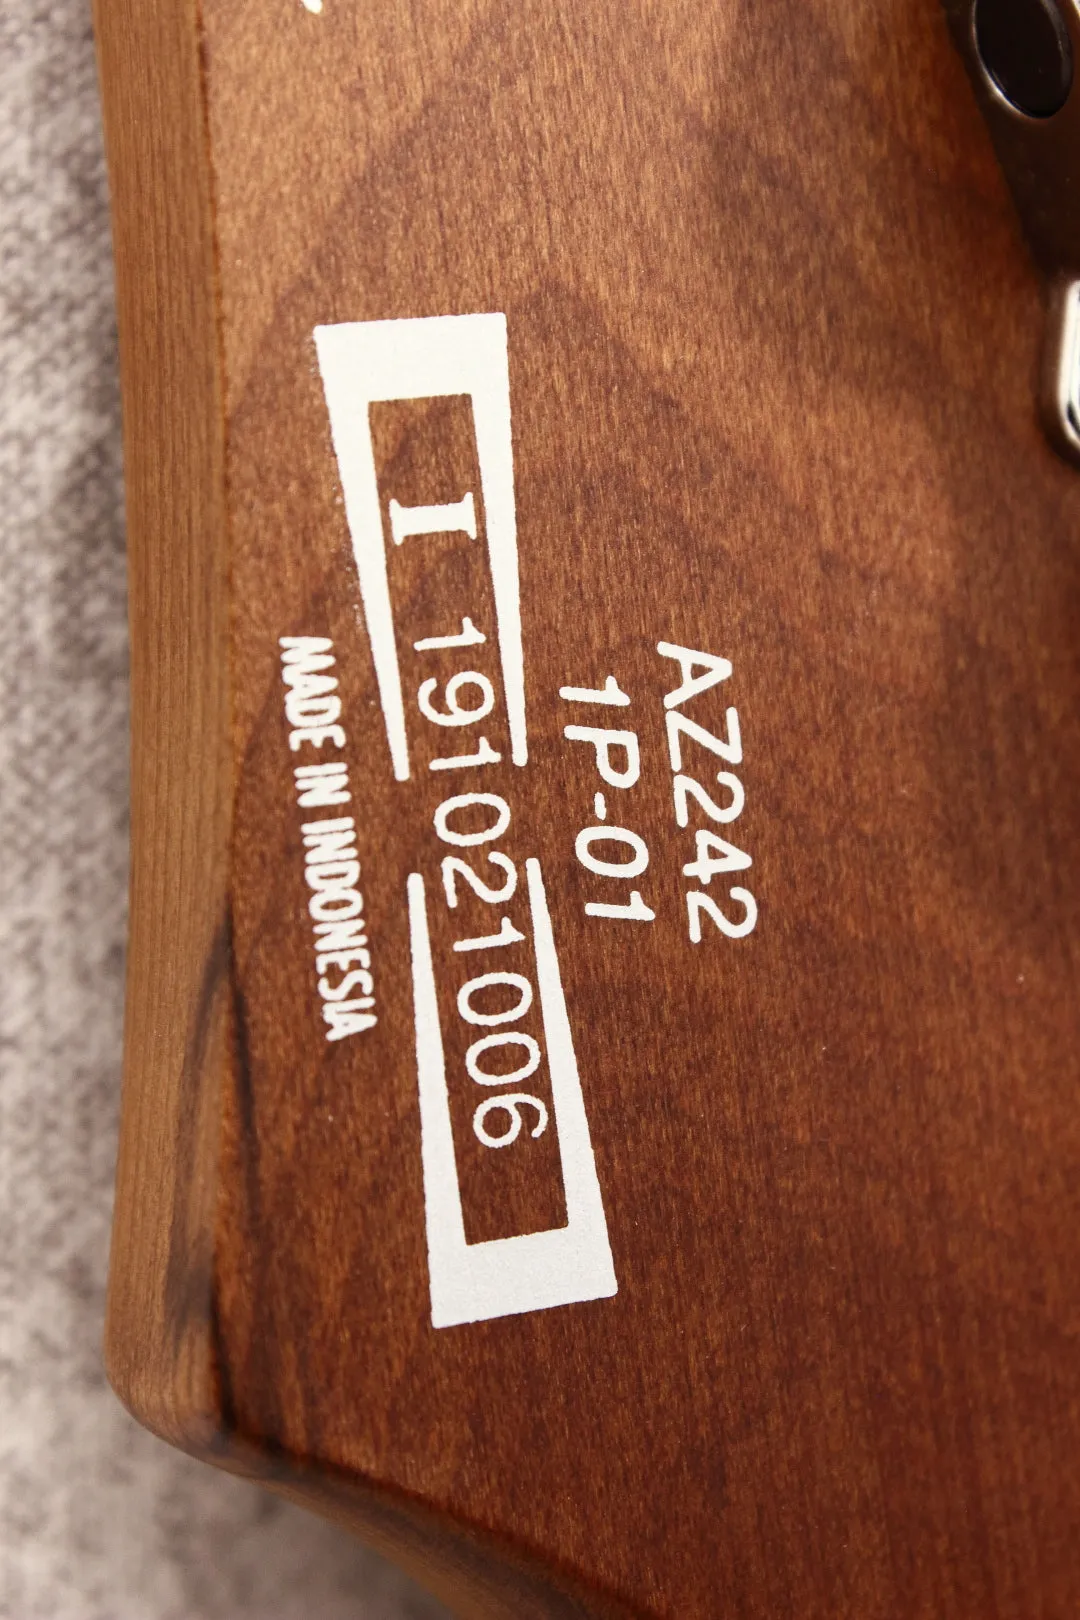 AZ242
1P-01
I 191021006
MADE IN INDONESIA